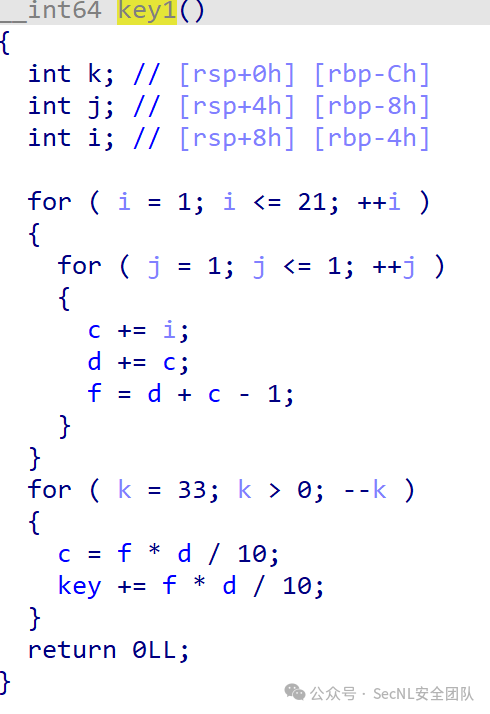 __int64 key1()
{
  int k; // [rsp+0h] [rbp-Ch]
  int j; // [rsp+4h] [rbp-8h]
  int i; // [rsp+8h] [rbp-4h]

  for ( i = 1; i <= 21; ++i )
  {
    for ( j = 1; j <= 1; ++j )
    {
      c += i;
      d += c;
      f = d + c - 1;
    }
  }
  for ( k = 33; k > 0; --k )
  {
    c = f * d / 10;
    key += f * d / 10;
  }
  return 0LL;
}
公众号 · SecNL安全团队